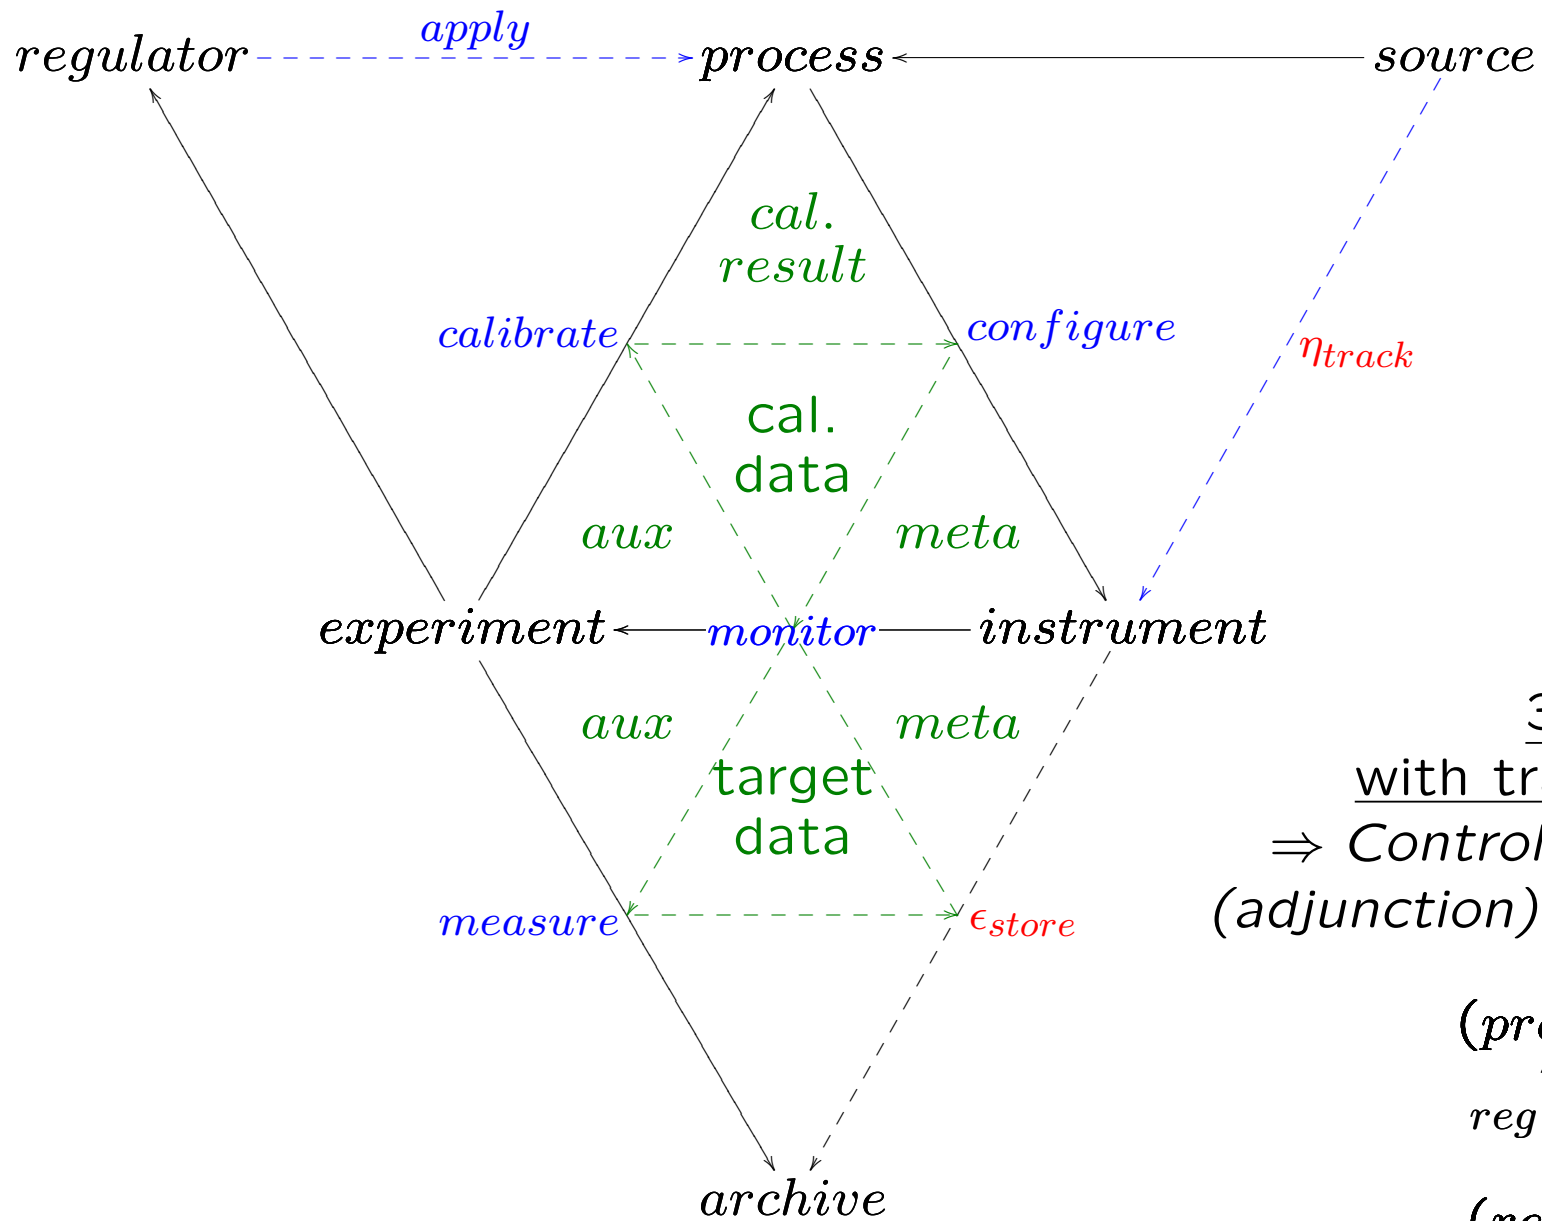 apply
regulator process source
cal.
result
calibrate configure
η_track
cal.
data
aux meta
experiment monitor instrument
aux meta
target
data
with
⇒ Control
(adjunction)
measure ϵ_store
reg
archive